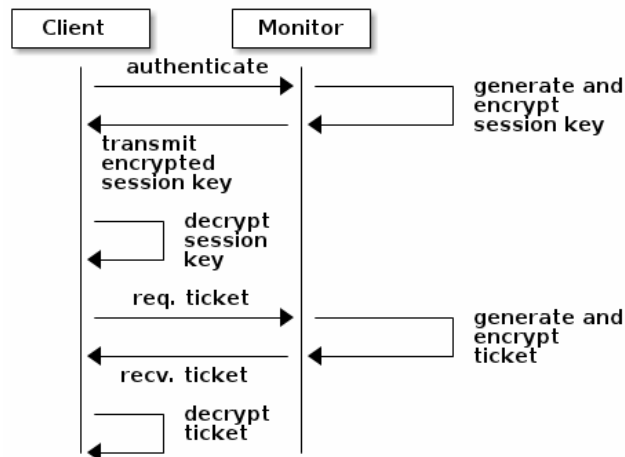 Client
Monitor
authenticate
generate and
encrypt
session key
transmit
encrypted
session key
decrypt
session
key
req. ticket
generate and
encrypt
ticket
recv. ticket
decrypt
ticket